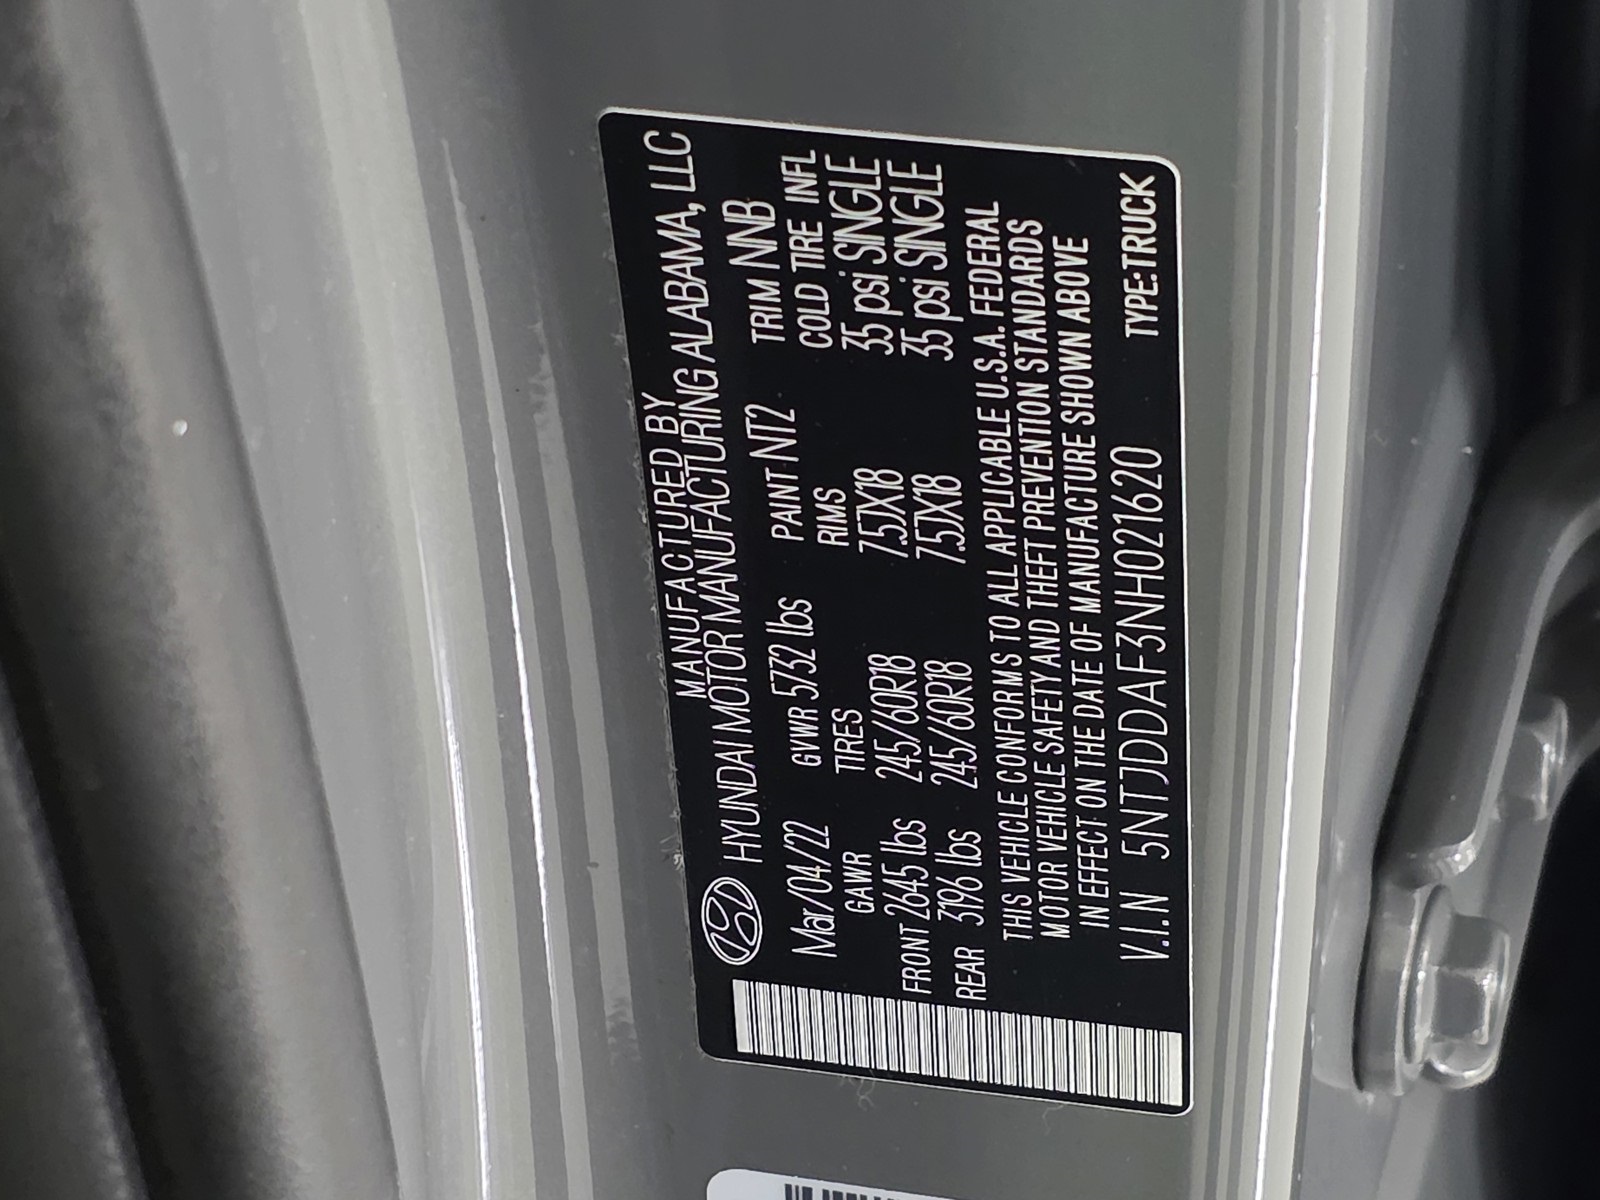 MANUFACTURED BY
HYUNDAI MOTOR MANUFACTURING ALABAMA, LLC
Mar/04/22 GVWR 5732 lbs PAINT NT2 TRIM NNB
GAWR TIRES RIMS COLD TIRE INFL
FRONT 2645 lbs 245/60R18 7.5JX18 35 psi SINGLE
REAR 3196 lbs 245/60R18 7.5JX18 35 psi SINGLE
THIS VEHICLE CONFORMS TO ALL APPLICABLE U.S.A. FEDERAL
MOTOR VEHICLE SAFETY AND THEFT PREVENTION STANDARDS
IN EFFECT ON THE DATE OF MANUFACTURE SHOWN ABOVE
V.I.N 5NTJDDAF3NH021620 TYPE:TRUCK